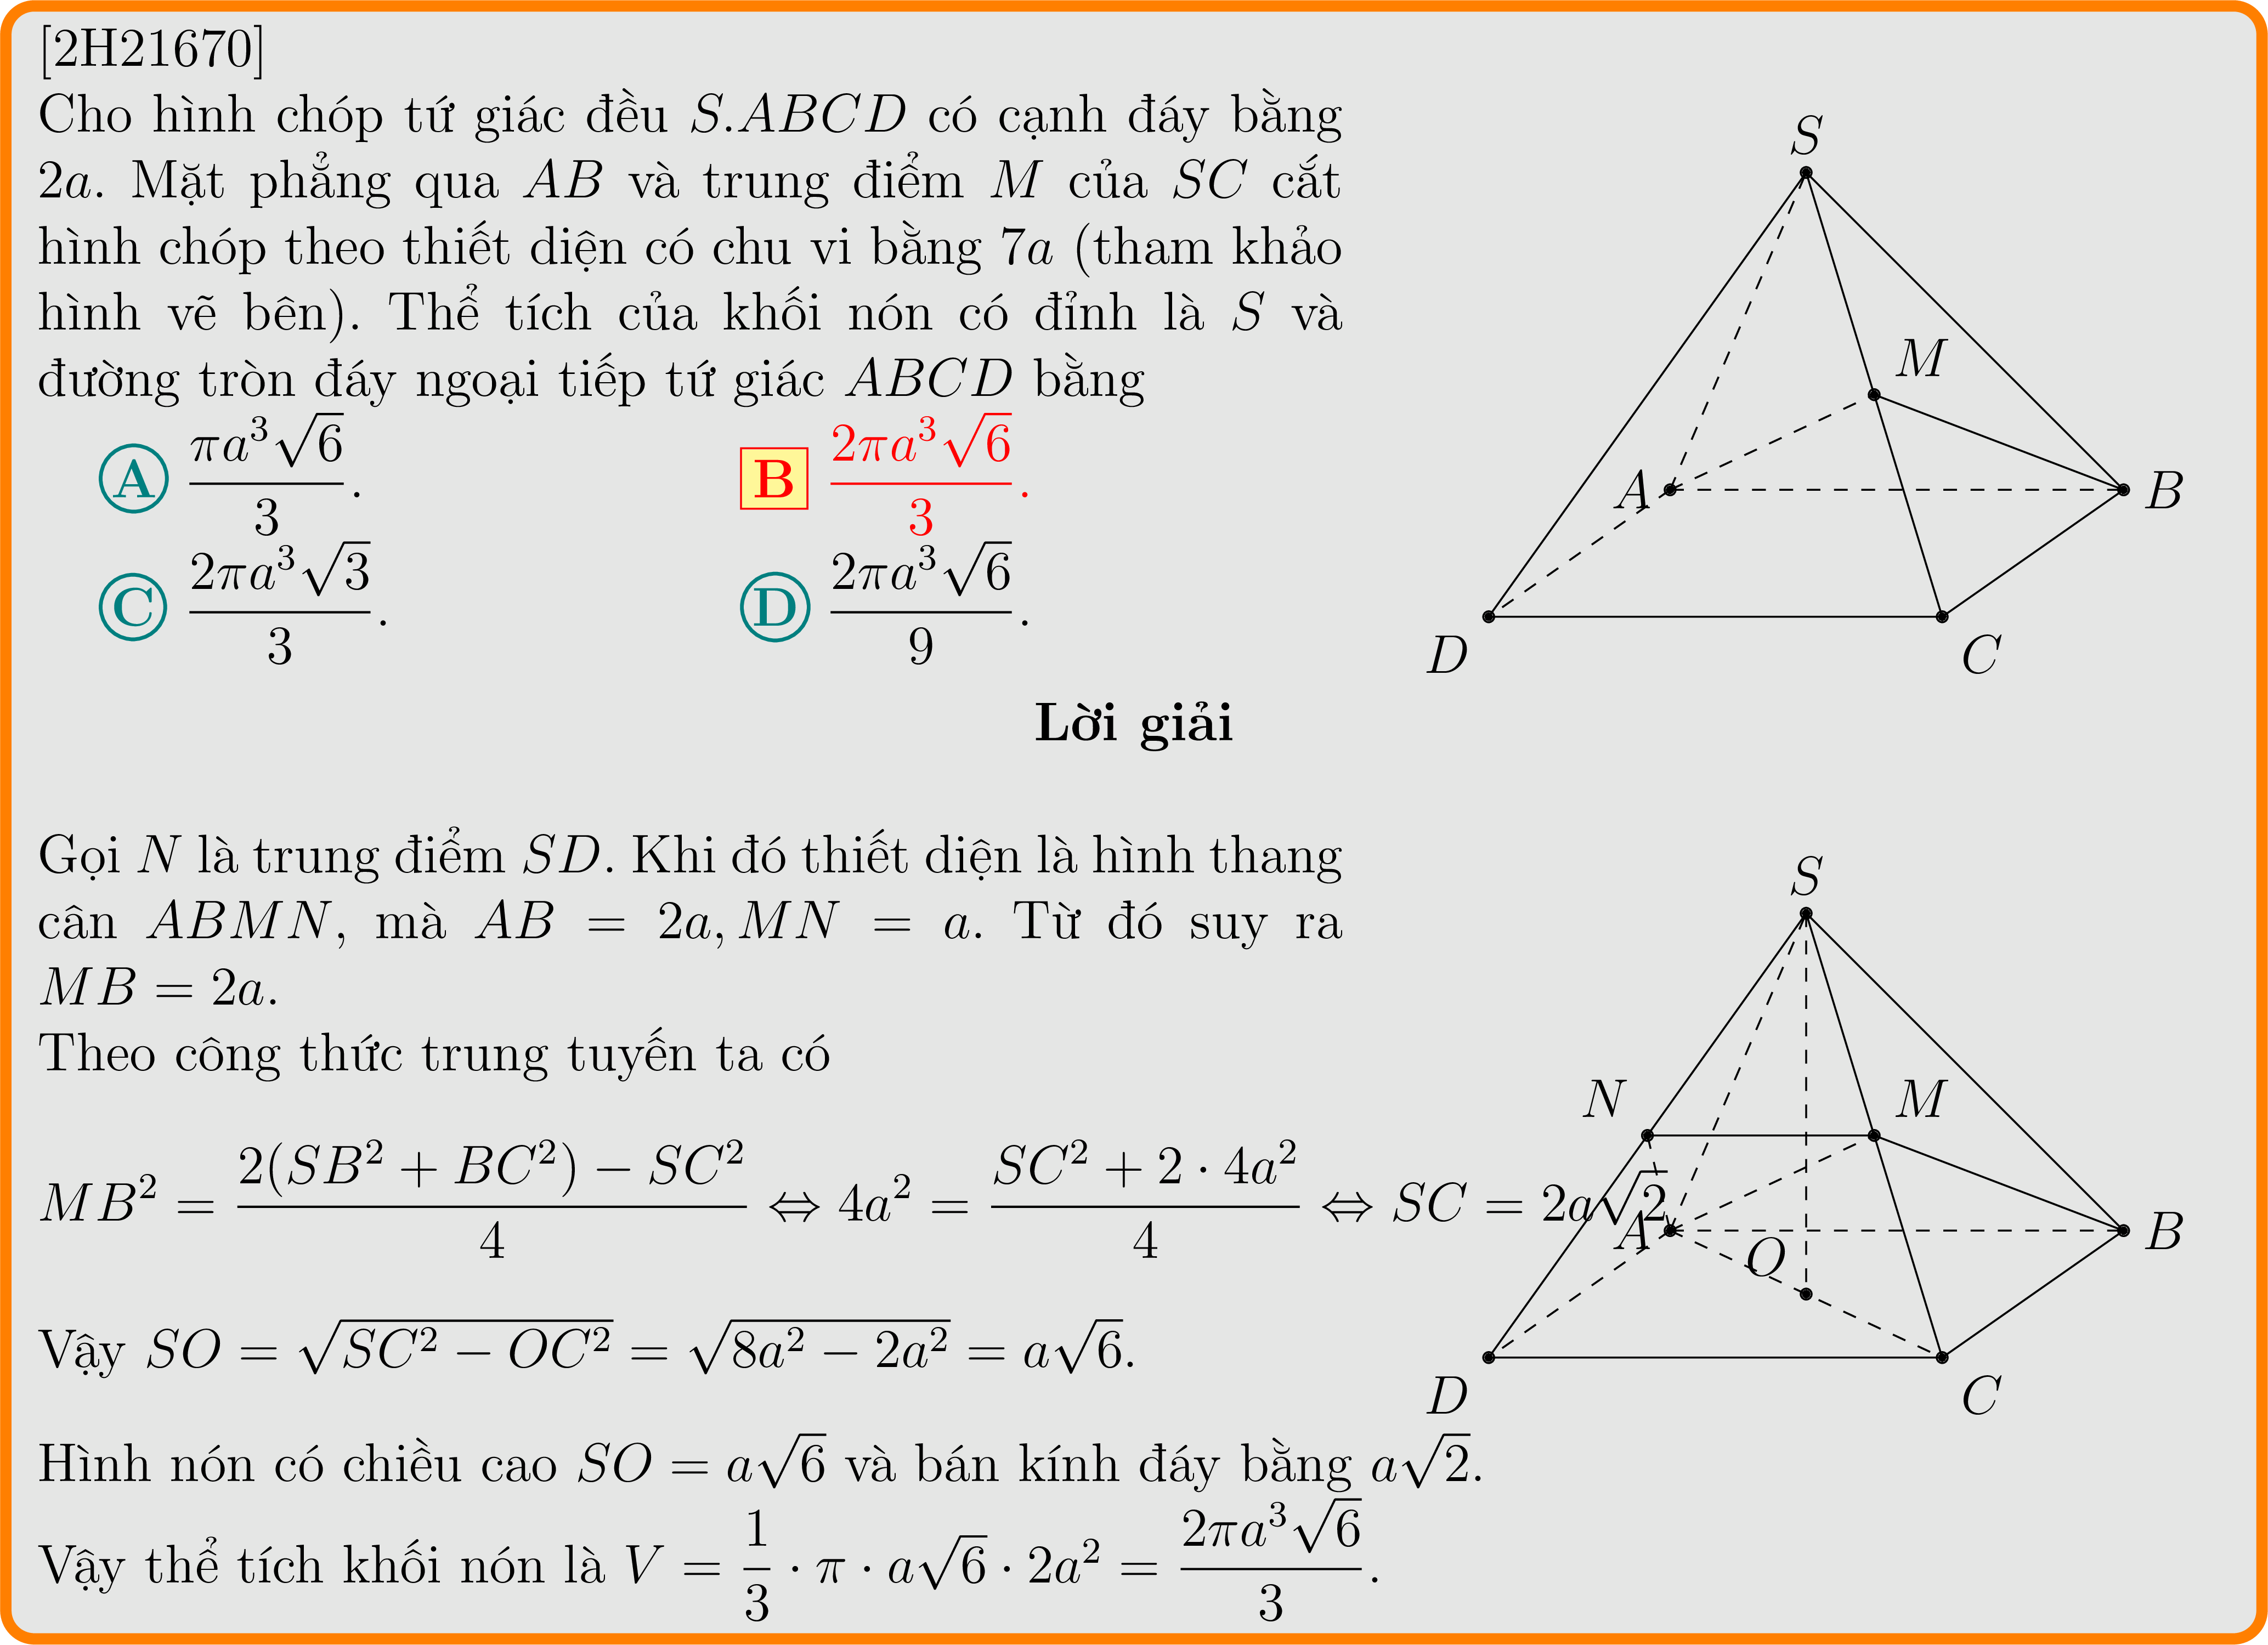 [2H21670]
Cho hình chóp tứ giác đều S.ABCD có cạnh đáy bằng
2a. Mặt phẳng qua AB và trung điểm M của SC cắt
hình chóp theo thiết diện có chu vi bằng 7a (tham khảo
hình vẽ bên). Thể tích của khối nón có đỉnh là S và
đường tròn đáy ngoại tiếp tứ giác ABCD bằng
A $\frac{\pi a^3\sqrt{6}}{3}$. B $\frac{2\pi a^3\sqrt{6}}{3}$.
C $\frac{2\pi a^3\sqrt{3}}{3}$. D $\frac{2\pi a^3\sqrt{6}}{9}$.
S
M
A
B
D
C
Lời giải
Gọi N là trung điểm SD. Khi đó thiết diện là hình thang
cân ABMN, mà AB = 2a, MN = a. Từ đó suy ra
MB = 2a.
Theo công thức trung tuyến ta có
$MB^2 = \frac{2(SB^2 + BC^2) - SC^2}{4} \Leftrightarrow 4a^2 = \frac{SC^2 + 2 \cdot 4a^2}{4} \Leftrightarrow SC = 2a\sqrt{2}$
Vậy $SO = \sqrt{SC^2 - OC^2} = \sqrt{8a^2 - 2a^2} = a\sqrt{6}$.
Hình nón có chiều cao $SO = a\sqrt{6}$ và bán kính đáy bằng $a\sqrt{2}$.
Vậy thể tích khối nón là $V = \frac{1}{3} \cdot \pi \cdot a\sqrt{6} \cdot 2a^2 = \frac{2\pi a^3\sqrt{6}}{3}$.
S
N
M
A
B
O
D
C